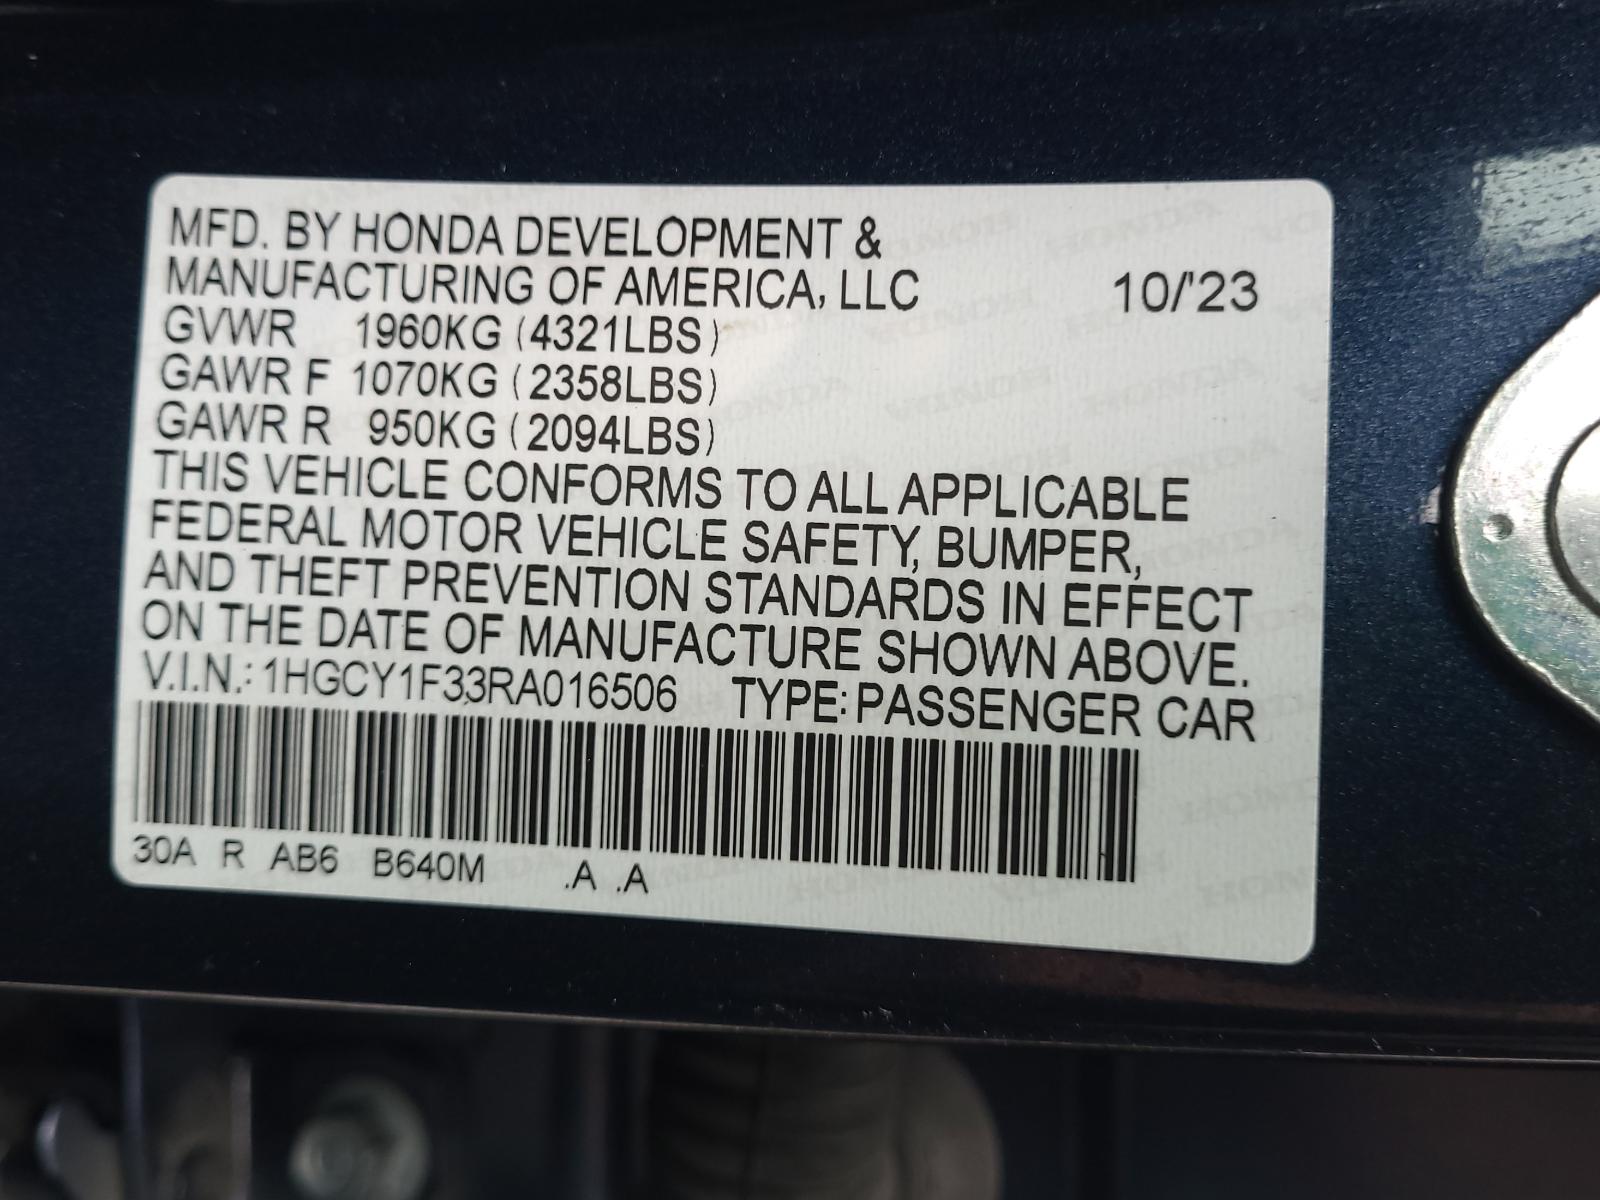 MFD. BY HONDA DEVELOPMENT &
MANUFACTURING OF AMERICA, LLC 10/'23
GVWR 1960KG (4321LBS)
GAWR F 1070KG (2358LBS)
GAWR R 950KG (2094LBS)
THIS VEHICLE CONFORMS TO ALL APPLICABLE
FEDERAL MOTOR VEHICLE SAFETY, BUMPER,
AND THEFT PREVENTION STANDARDS IN EFFECT
ON THE DATE OF MANUFACTURE SHOWN ABOVE.
V.I.N.: 1HGCY1F33RA016506 TYPE: PASSENGER CAR
30A R AB6 B640M .A .A